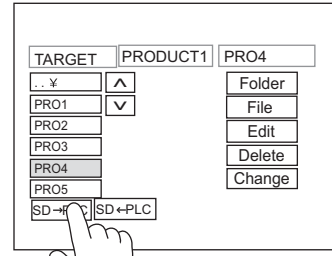 TARGET PRODUCT1 PRO4
. . ¥ ∧ Folder
PRO1 ∨ File
PRO2 Edit
PRO3 Delete
PRO4 Change
PRO5
SD←PLC